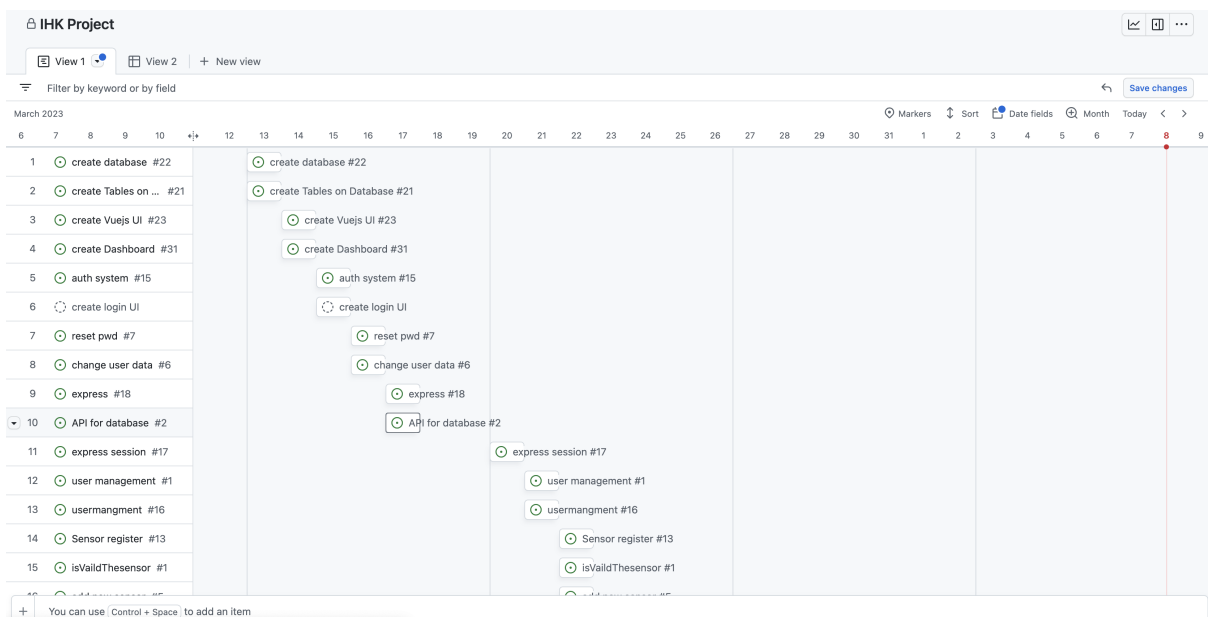 IHK Project
View 1 View 2 + New view
Filter by keyword or by field Save changes
March 2023 Markers Sort Date fields Month Today
6 7 8 9 10 12 13 14 15 16 17 18 19 20 21 22 23 24 25 26 27 28 29 30 31 1 2 3 4 5 6 7 8 9
1 create database #22 create database #22
2 create Tables on ... #21 create Tables on Database #21
3 create Vuejs UI #23 create Vuejs UI #23
4 create Dashboard #31 create Dashboard #31
5 auth system #15 auth system #15
6 create login UI create login UI
7 reset pwd #7 reset pwd #7
8 change user data #6 change user data #6
9 express #18 express #18
10 API for database #2 API for database #2
11 express session #17 express session #17
12 user management #1 user management #1
13 usermangment #16 usermangment #16
14 Sensor register #13 Sensor register #13
15 isVaildThesensor #1 isVaildThesensor #1
+ You can use Control + Space to add an item